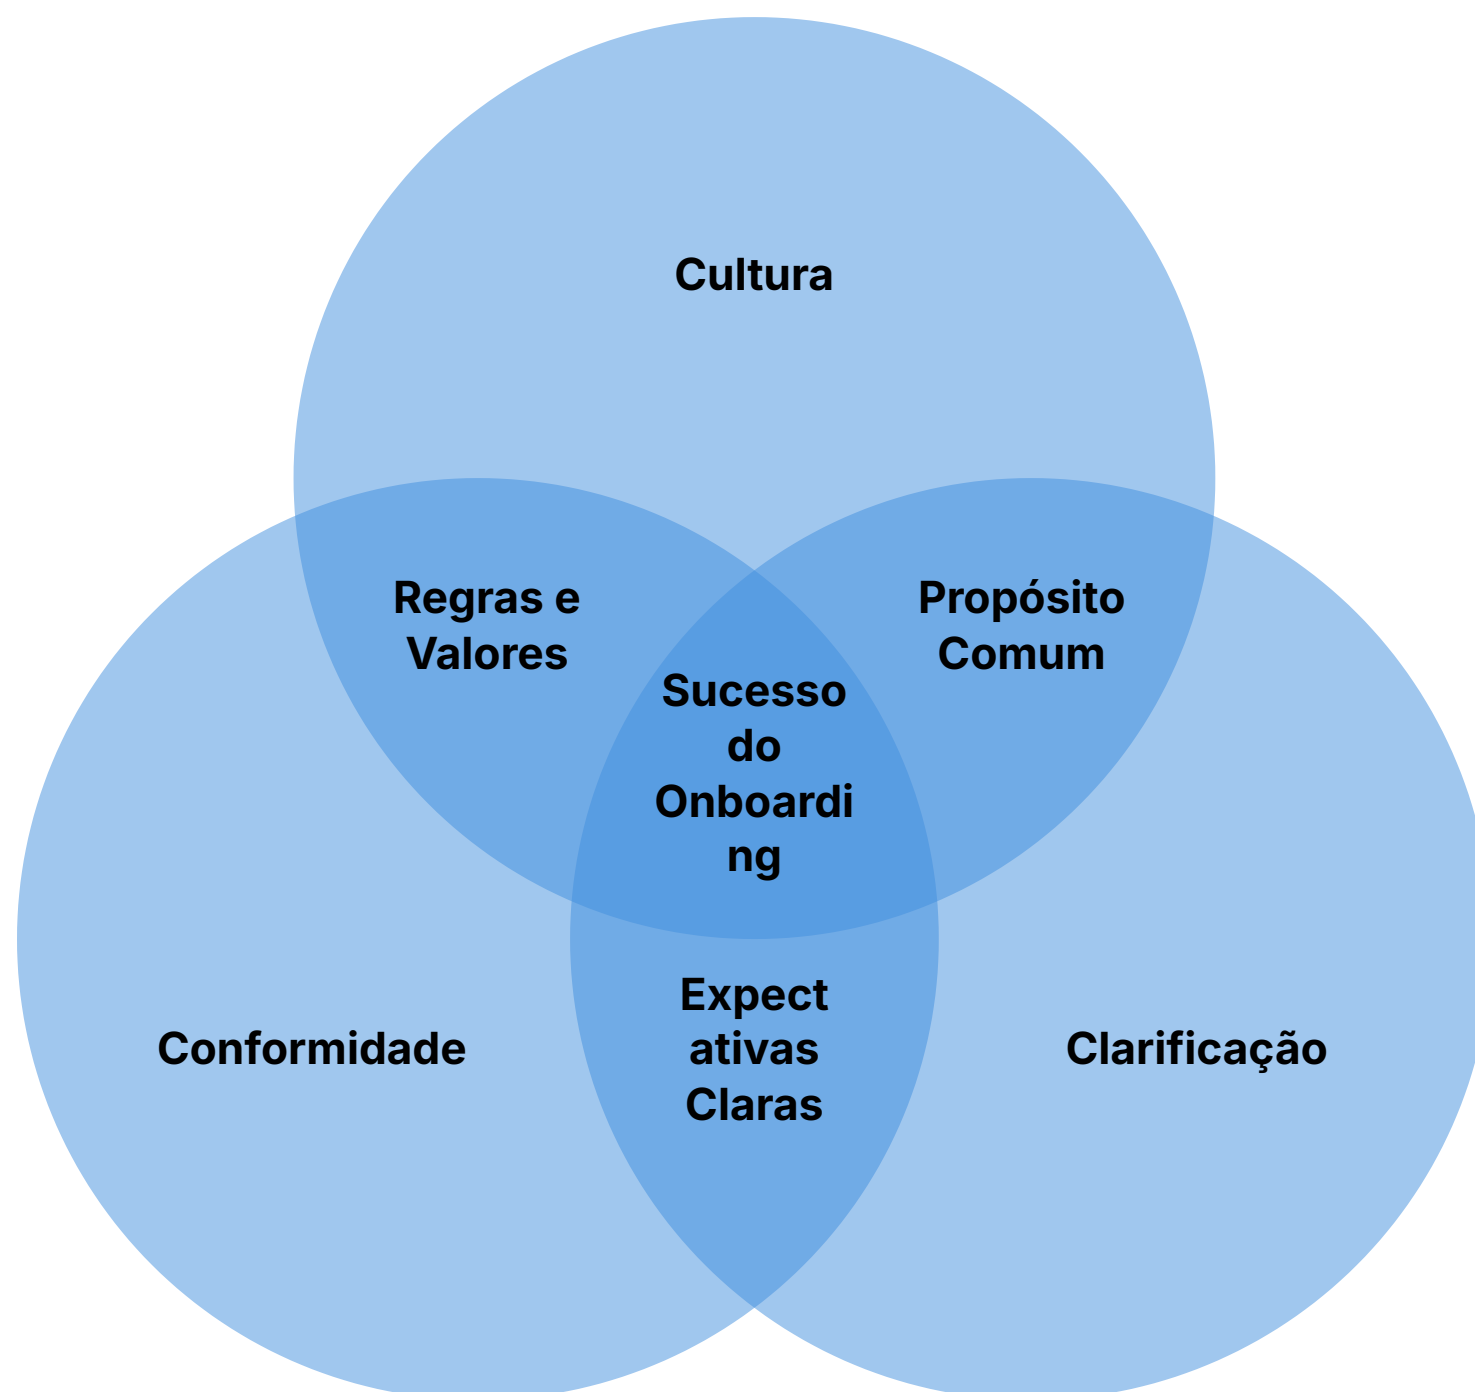 Cultura
Regras e
Valores
Propósito
Comum
Sucesso
do
Onboardi
ng
Conformidade
Expect
ativas
Claras
Clarificação